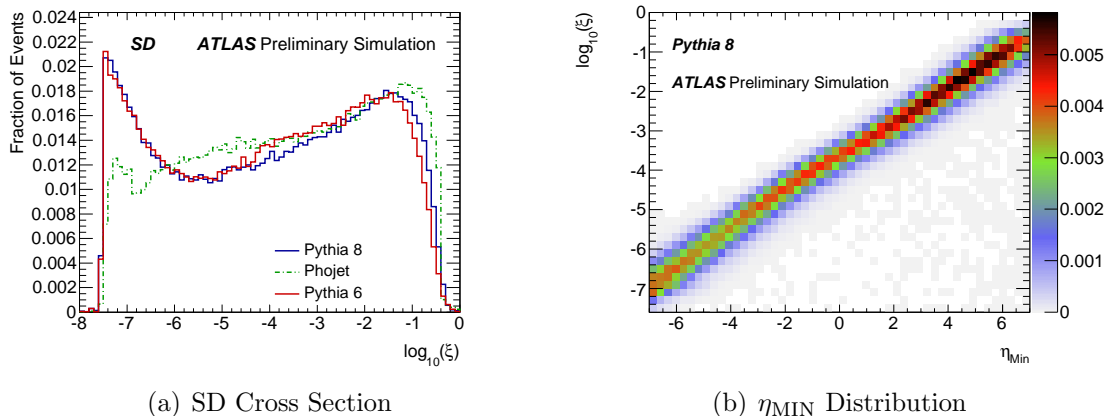 Fraction of Events
0.024
0.022
0.02
0.018
0.016
0.014
0.012
0.01
0.008
0.006
0.004
0.002
0
SD ATLAS Preliminary Simulation
Pythia 8
Phojet
Pythia 6
-8 -7 -6 -5 -4 -3 -2 -1 0
log₁₀(ξ)
(a) SD Cross Section
log₁₀(ξ)
0
-1
-2
-3
-4
-5
-6
-7
Pythia 8
ATLAS Preliminary Simulation
-6 -4 -2 0 2 4 6
η_Min
0.005
0.004
0.003
0.002
0.001
0
(b) η_MIN Distribution